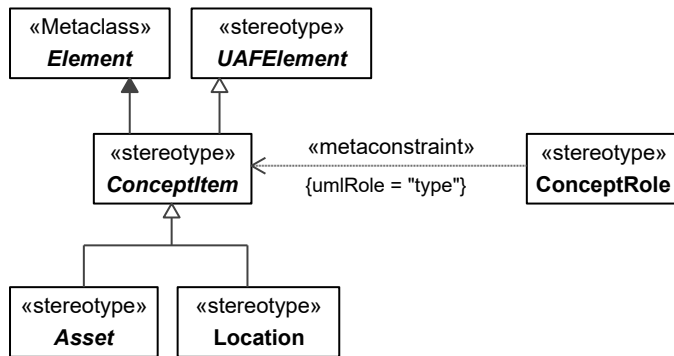 «Metaclass»
Element
«stereotype»
UAFElement
«stereotype»
ConceptItem
«metaconstraint»
{umlRole = "type"}
«stereotype»
ConceptRole
«stereotype»
Asset
«stereotype»
Location